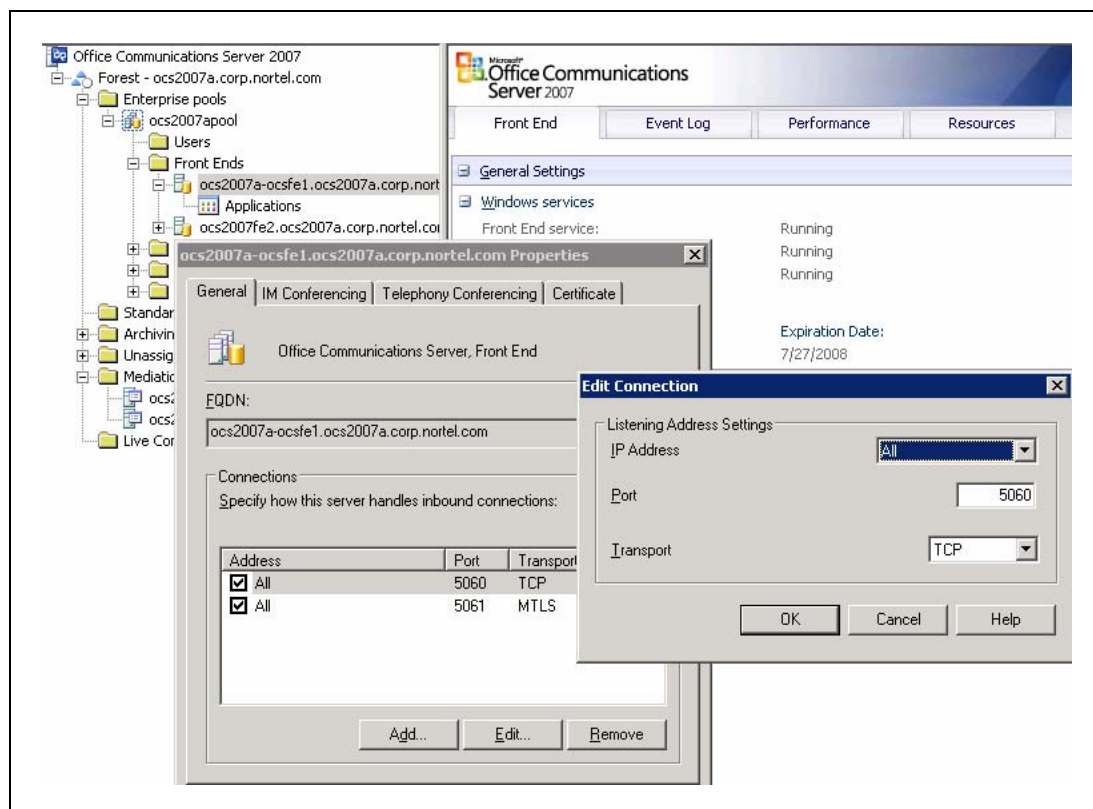 Office Communications Server 2007
Forest - ocs2007a.corp.nortel.com
Enterprise pools
ocs2007apool
Users
Front Ends
ocs2007a-ocsfe1.ocs2007a.corp.nort
Applications
ocs2007fe2.ocs2007a.corp.nortel.co
Standar
Archivin
Unassig
Mediatio
ocs2
ocs2
Live Cor
Microsoft
Office Communications
Server 2007
Front End
Event Log
Performance
Resources
General Settings
Windows services
Front End service: Running
Running
Running
Expiration Date:
7/27/2008
ocs2007a-ocsfe1.ocs2007a.corp.nortel.com Properties
General
IM Conferencing
Telephony Conferencing
Certificate
Office Communications Server, Front End
FQDN:
ocs2007a-ocsfe1.ocs2007a.corp.nortel.com
Connections
Specify how this server handles inbound connections:
Address Port Transport
All 5060 TCP
All 5061 MTLS
Add...
Edit...
Remove
Edit Connection
Listening Address Settings
IP Address All
Port 5060
Transport TCP
OK
Cancel
Help